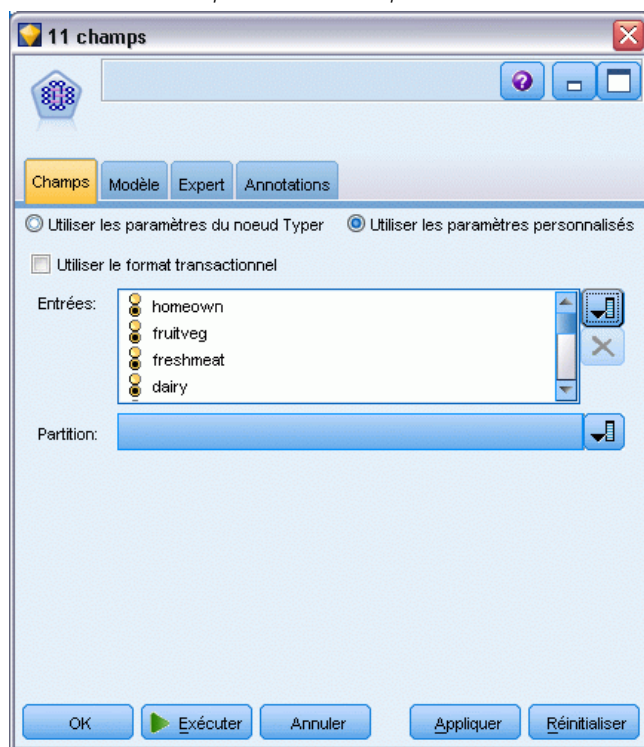 11 champs
Champs Modèle Expert Annotations
Utiliser les paramètres du noeud Typer Utiliser les paramètres personnalisés
Utiliser le format transactionnel
Entrées: homeown
fruitveg
freshmeat
dairy
Partition:
OK Exécuter Annuler Appliquer Réinitialiser